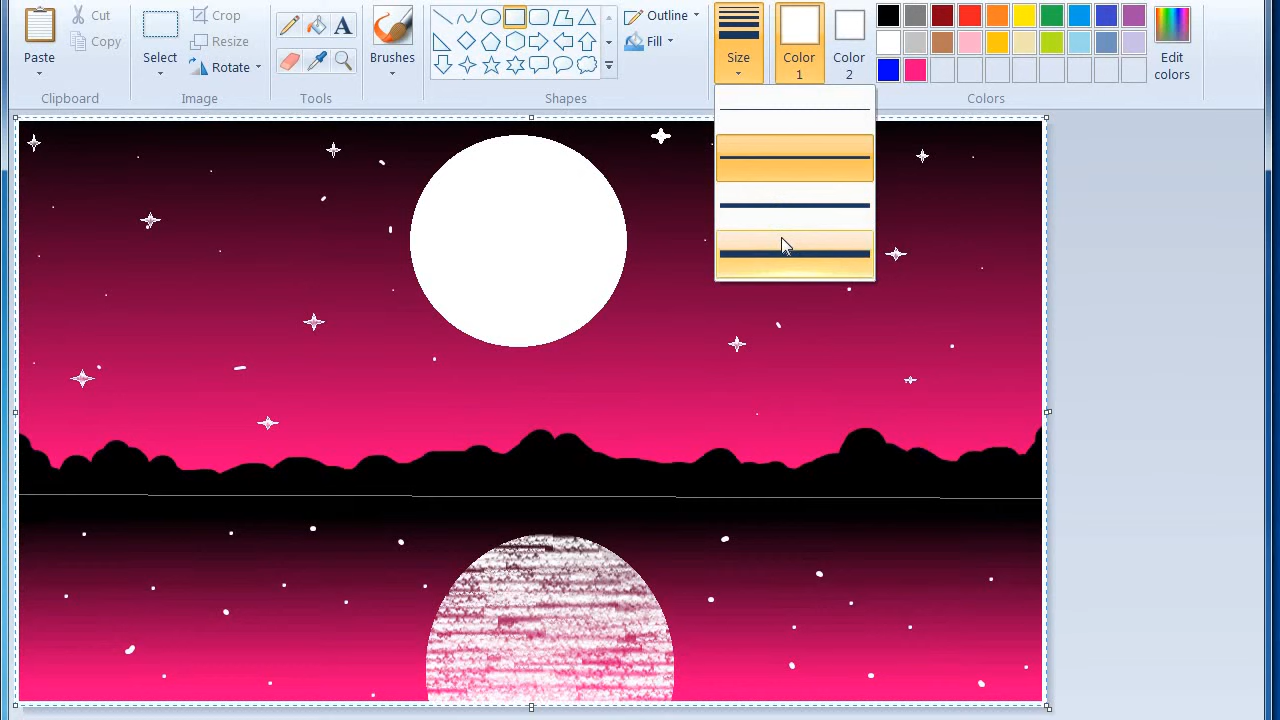 Paste
Cut
Copy
Clipboard
Select
Crop
Resize
Rotate
Image
A
Tools
Brushes
Outline
Fill
Shapes
Size
Color
1
Color
2
Edit
colors
Colors